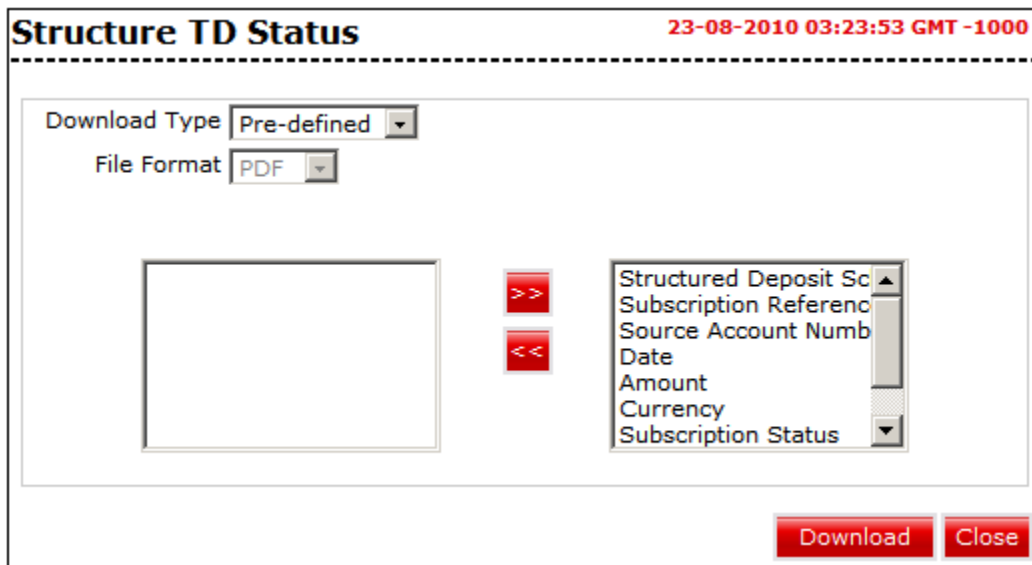 Structure TD Status
23-08-2010 03:23:53 GMT -1000
Download Type Pre-defined
File Format PDF
>>
<<
Structured Deposit Sc
Subscription Referenc
Source Account Numb
Date
Amount
Currency
Subscription Status
Download Close